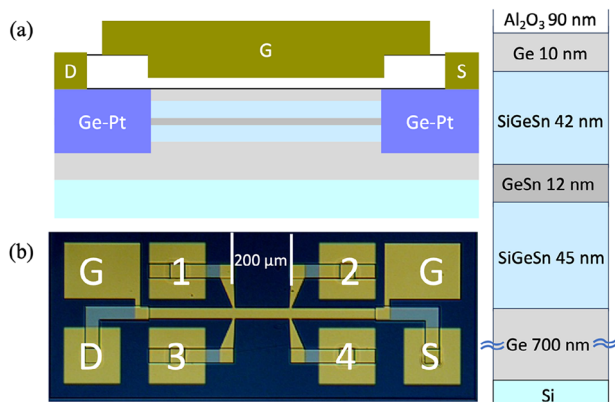 (a)
G
D
S
Ge-Pt
Ge-Pt
(b)
200 μm
G
1
2
G
D
3
4
S
Al₂O₃ 90 nm
Ge 10 nm
SiGeSn 42 nm
GeSn 12 nm
SiGeSn 45 nm
Ge 700 nm
Si